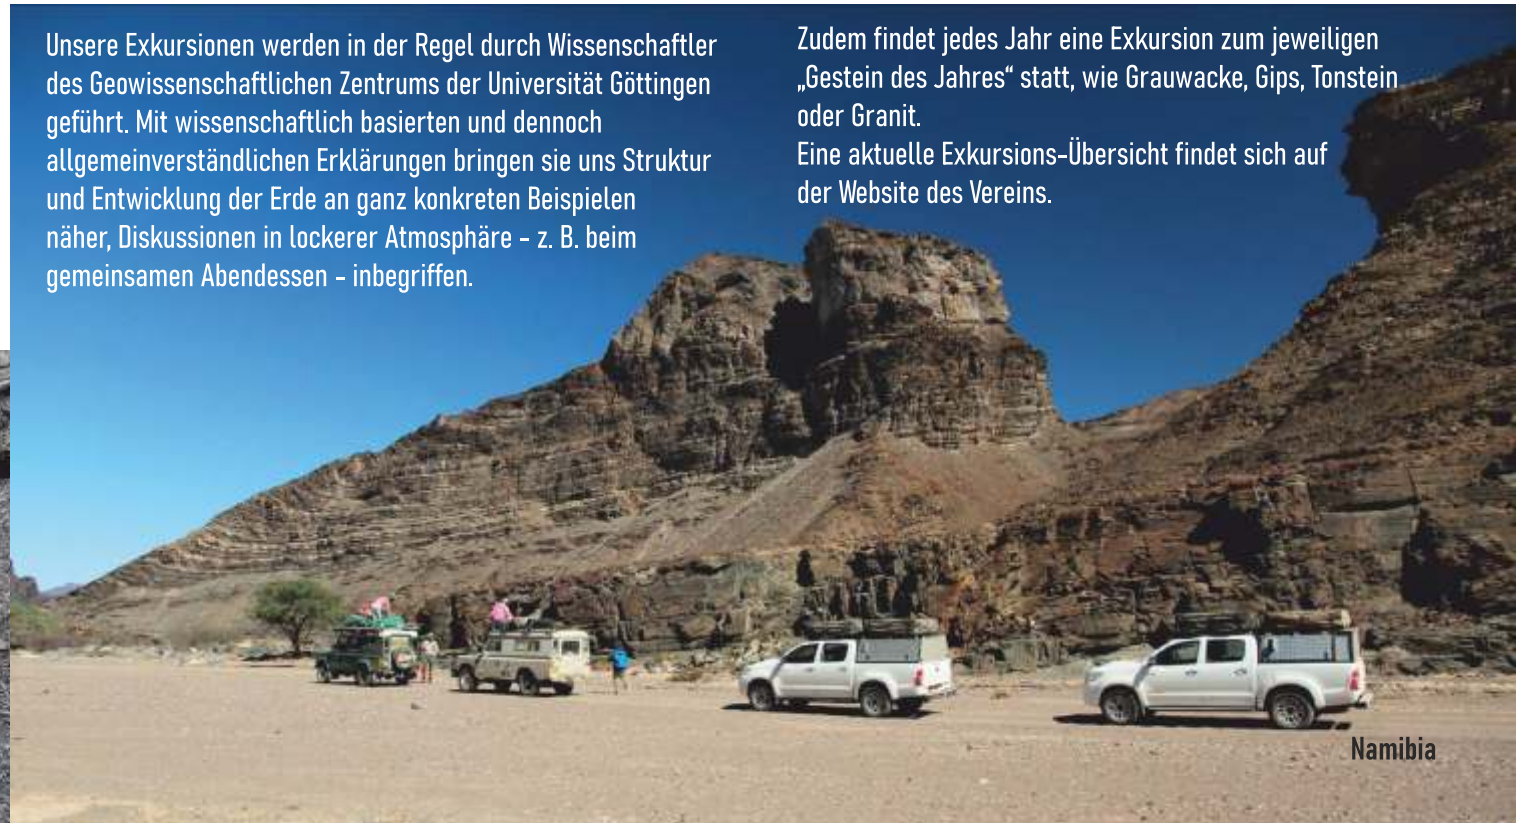 Unsere Exkursionen werden in der Regel durch Wissenschaftler
des Geowissenschaftlichen Zentrums der Universität Göttingen
geführt. Mit wissenschaftlich basierten und dennoch
allgemeinverständlichen Erklärungen bringen sie uns Struktur
und Entwicklung der Erde an ganz konkreten Beispielen
näher, Diskussionen in lockerer Atmosphäre - z. B. beim
gemeinsamen Abendessen - inbegriffen.
Zudem findet jedes Jahr eine Exkursion zum jeweiligen
„Gestein des Jahres“ statt, wie Grauwacke, Gips, Tonstein
oder Granit.
Eine aktuelle Exkursions-Übersicht findet sich auf
der Website des Vereins.
Namibia